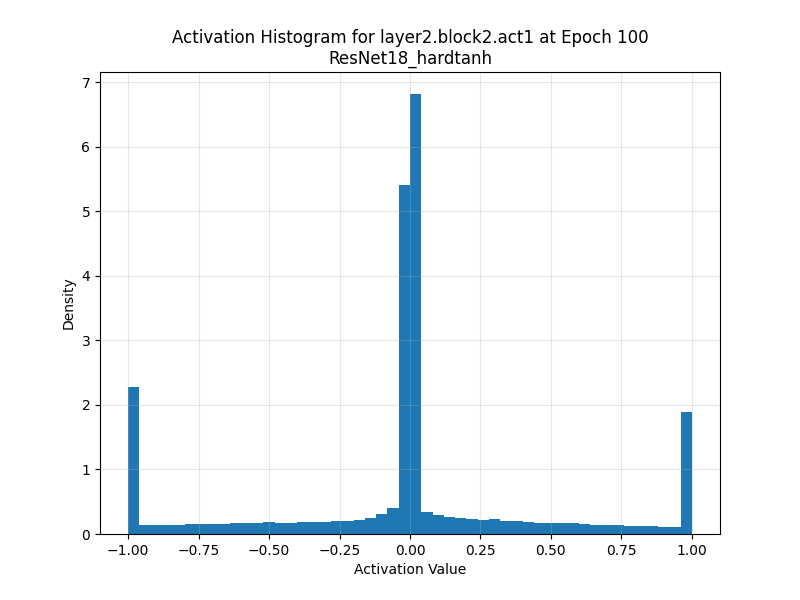 Activation Histogram for layer2.block2.act1 at Epoch 100
ResNet18_hardtanh
7
6
5
4
3
2
1
0
Density
−1.00 −0.75 −0.50 −0.25 0.00 0.25 0.50 0.75 1.00
Activation Value